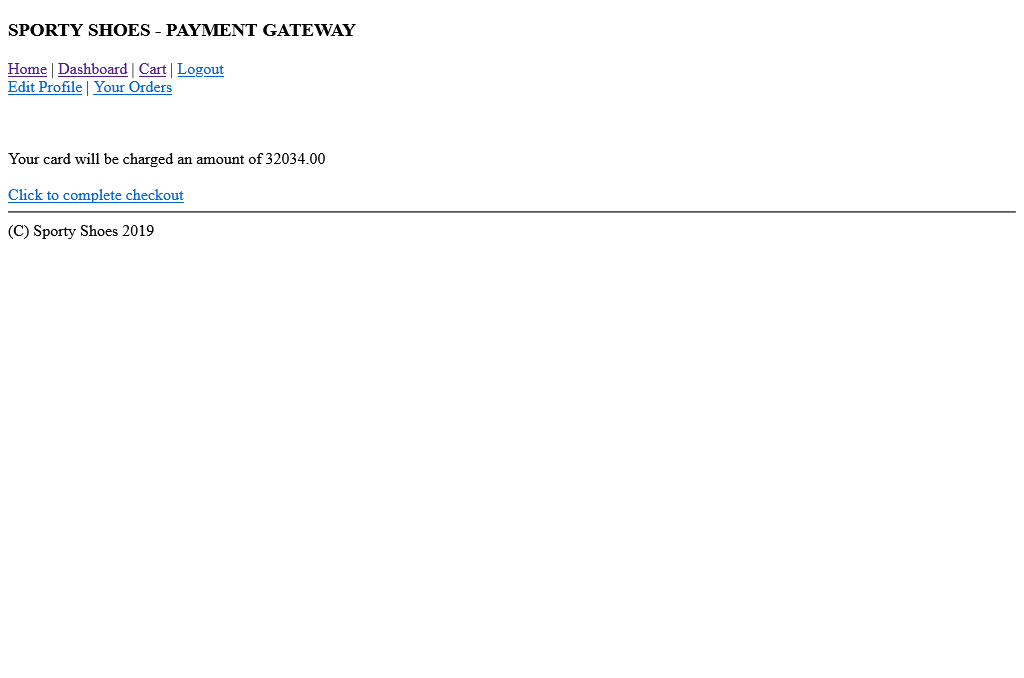 SPORTY SHOES - PAYMENT GATEWAY
Home | Dashboard | Cart | Logout
Edit Profile | Your Orders
Your card will be charged an amount of 32034.00
Click to complete checkout
(C) Sporty Shoes 2019